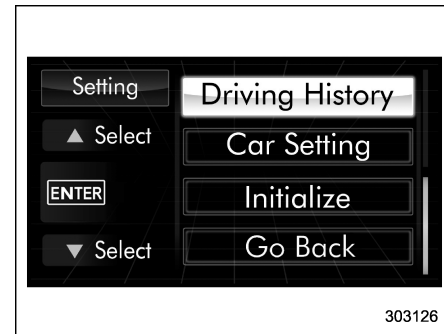 Setting
▲ Select
ENTER
▼ Select
Driving History
Car Setting
Initialize
Go Back
303126